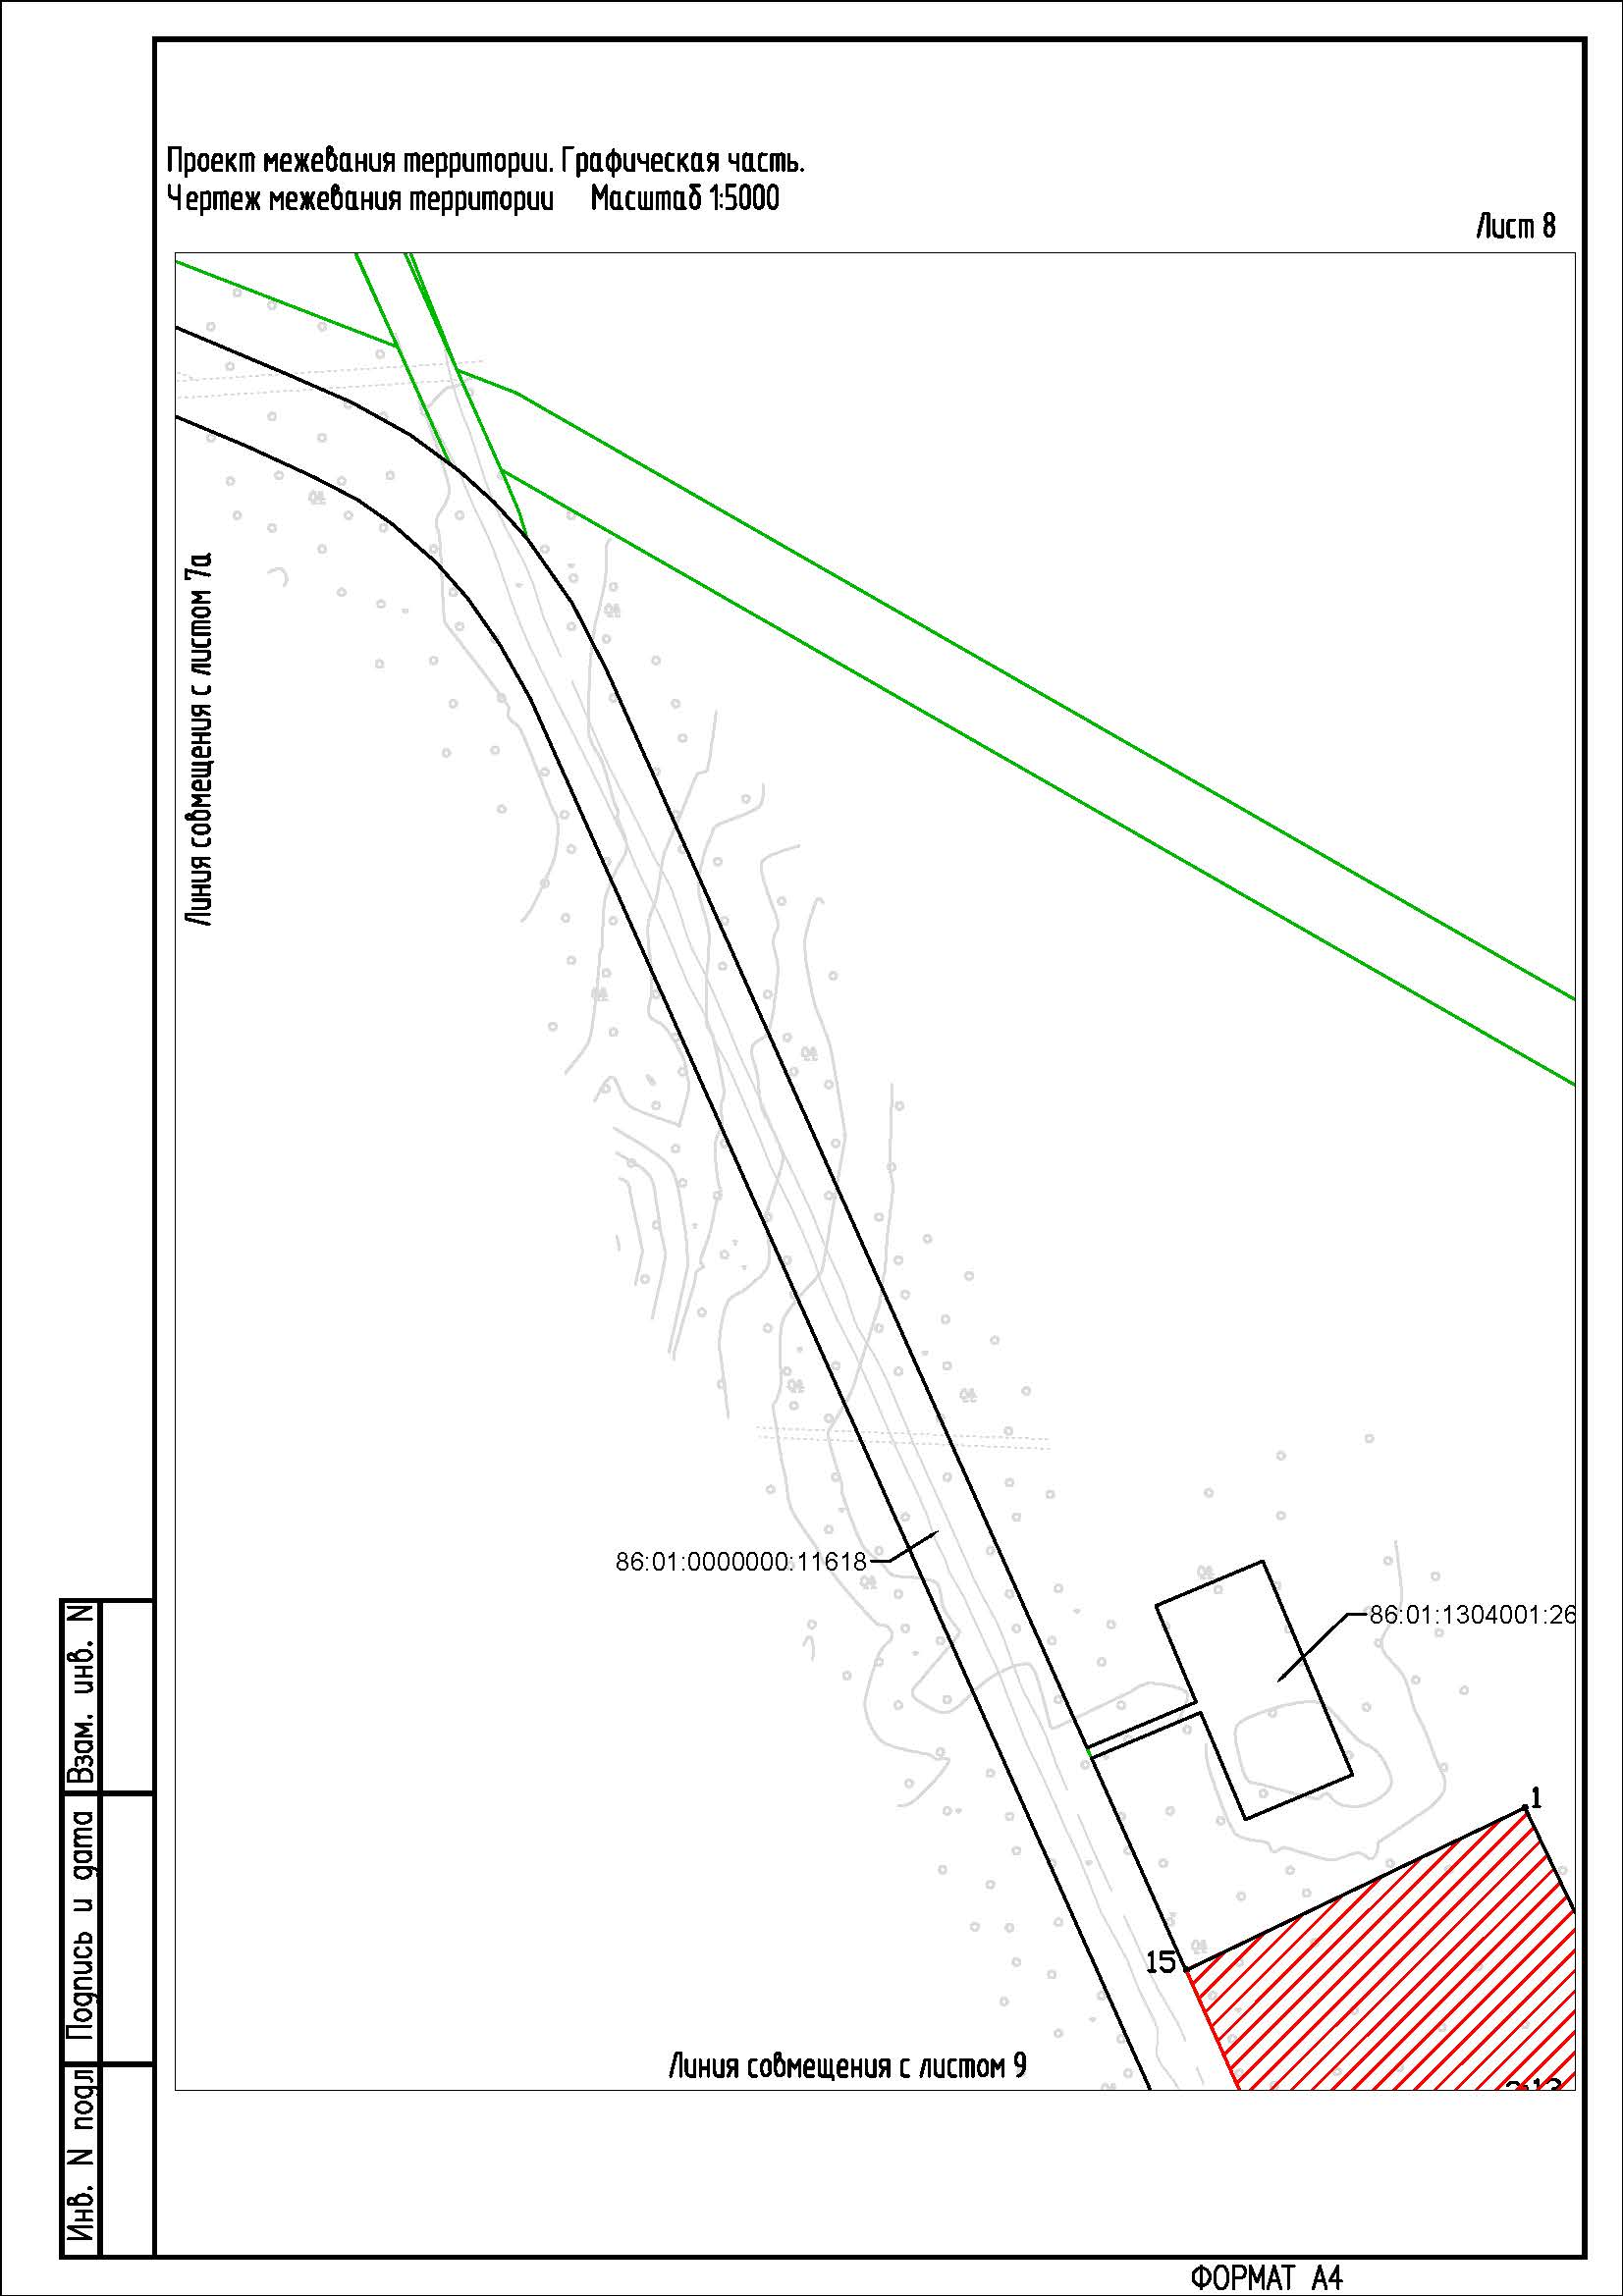 Проект межевания территории. Графическая часть.
Чертеж межевания территории Масштаб 1:5000
Лист 8
Линия совмещения с листом 7а
86:01:0000000:11618
86:01:1304001:26
1
15
Линия совмещения с листом 9
Взам. инв. N
Подпись и дата
Инв. N подл
ФОРМАТ А4